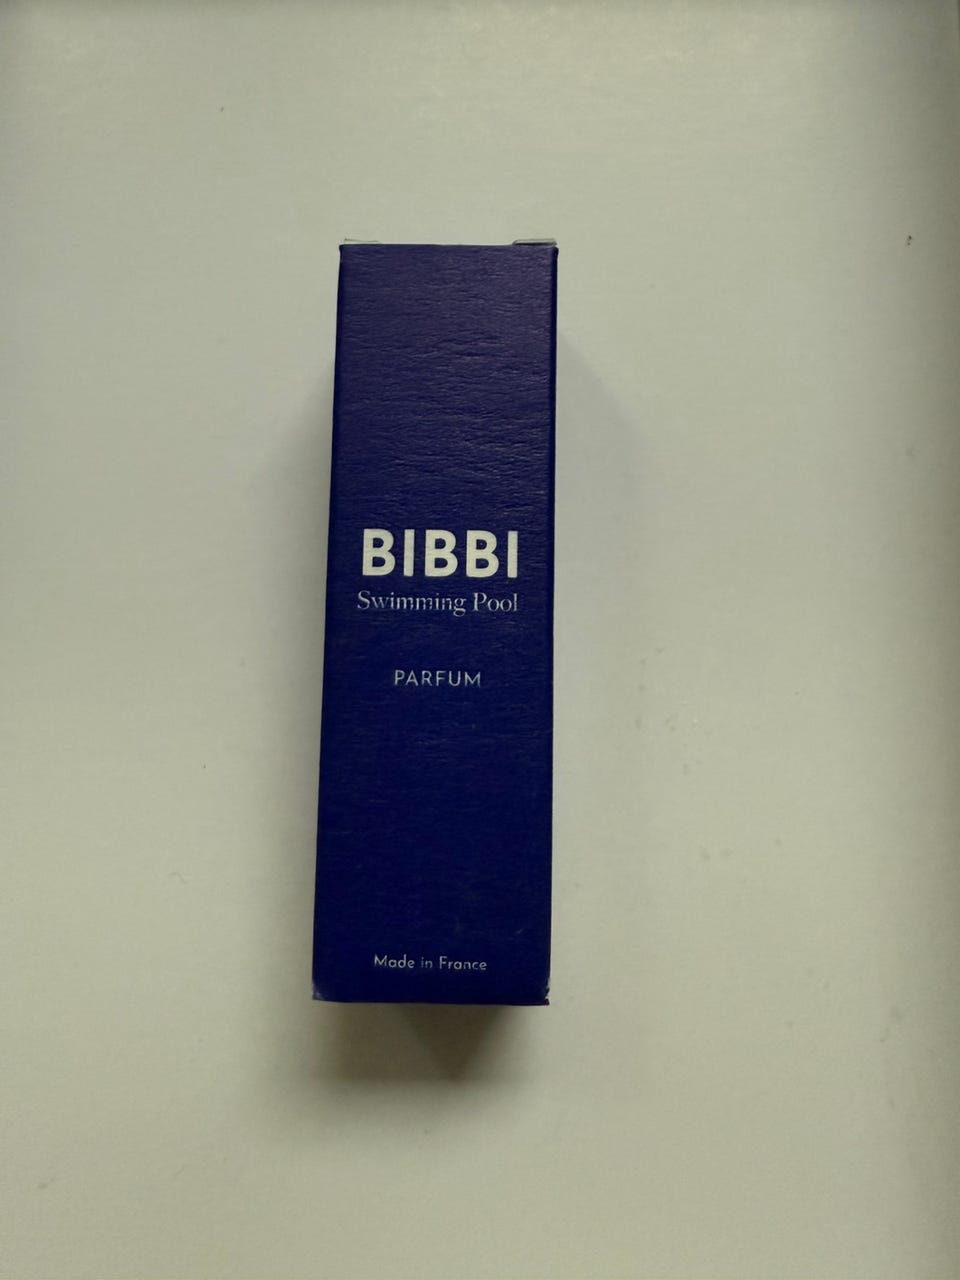 BIBBI
Swimming Pool
PARFUM
Made in France